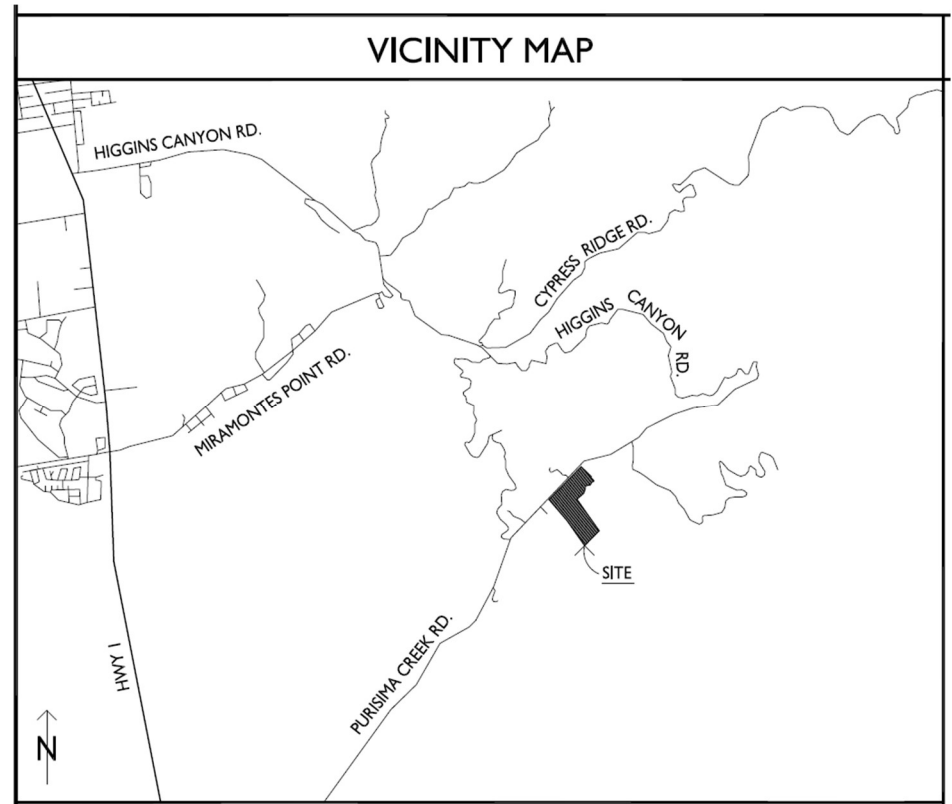 VICINITY MAP
HIGGINS CANYON RD.
CYPRESS RIDGE RD.
HIGGINS CANYON RD.
MIRAMONTES POINT RD.
SITE
HWY 1
PURISIMA CREEK RD.
N